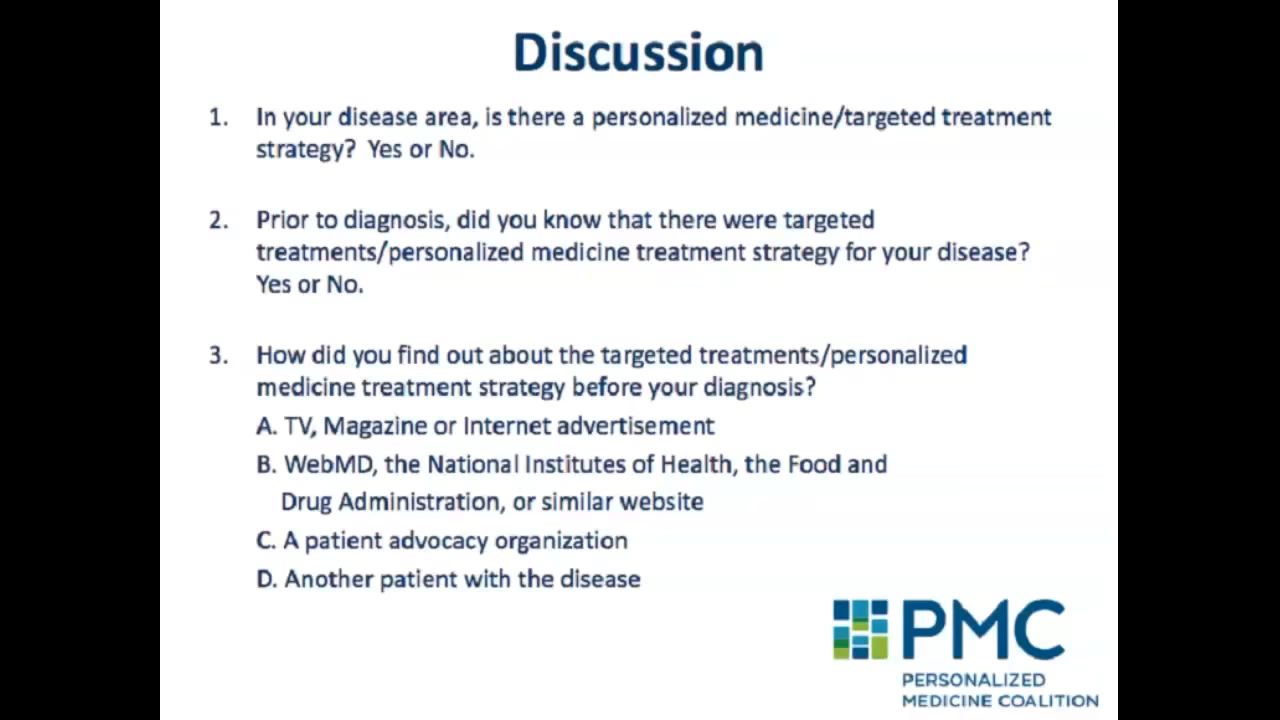 Discussion
1. In your disease area, is there a personalized medicine/targeted treatment
strategy? Yes or No.
2. Prior to diagnosis, did you know that there were targeted
treatments/personalized medicine treatment strategy for your disease?
Yes or No.
3. How did you find out about the targeted treatments/personalized
medicine treatment strategy before your diagnosis?
A. TV, Magazine or Internet advertisement
B. WebMD, the National Institutes of Health, the Food and
Drug Administration, or similar website
C. A patient advocacy organization
D. Another patient with the disease
PMC
PERSONALIZED
MEDICINE COALITION